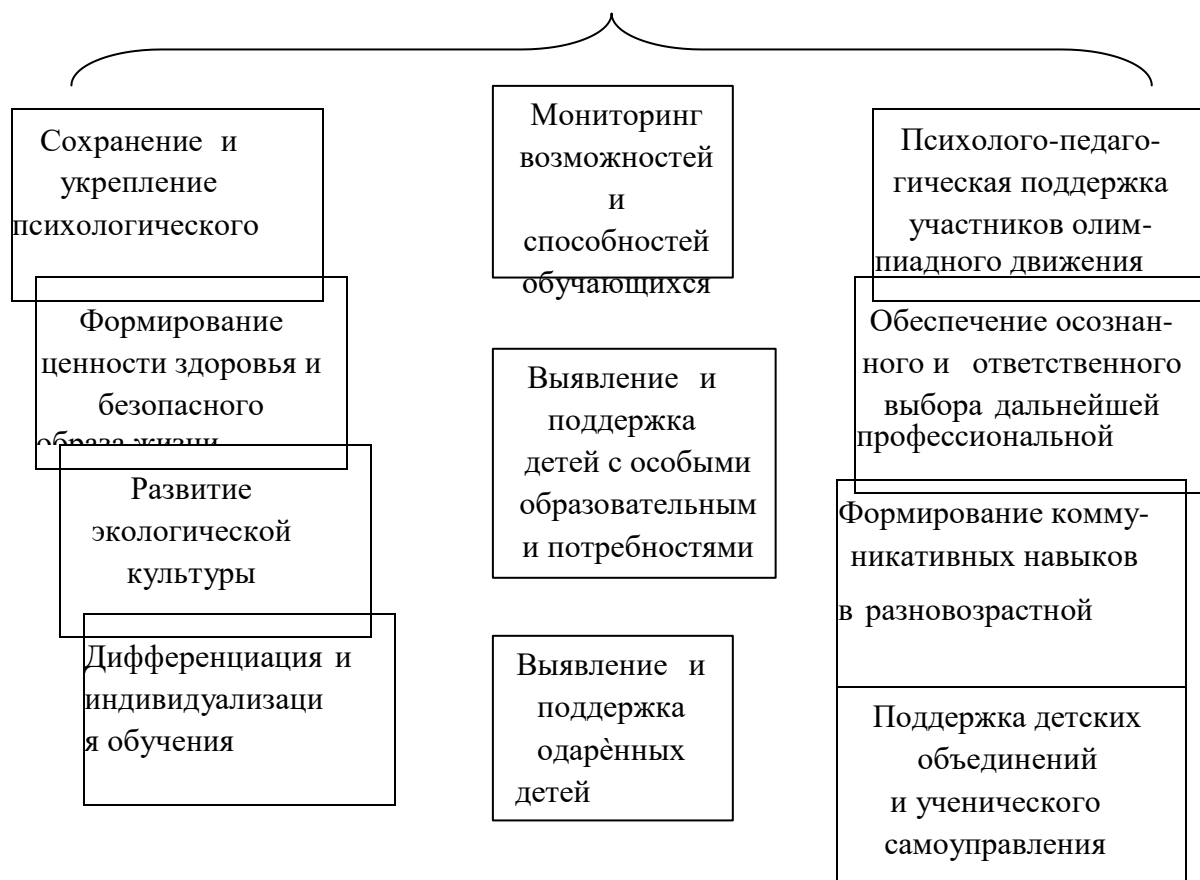 Сохранение и
укрепление
психологического
Формирование
ценности здоровья и
безопасного
образа жизни
Развитие
экологической
культуры
Дифференциация и
индивидуализаци
я обучения
Мониторинг
возможностей
и
способностей
обучающихся
Выявление и
поддержка
детей с особыми
образовательным
и потребностями
Выявление и
поддержка
одарѐнных
детей
Психолого-педаго-
гическая поддержка
участников олим-
пиадного движения
Обеспечение осознан-
ного и ответственного
выбора дальнейшей
профессиональной
Формирование комму-
никативных навыков
в разновозрастной
Поддержка детских
объединений
и ученического
самоуправления